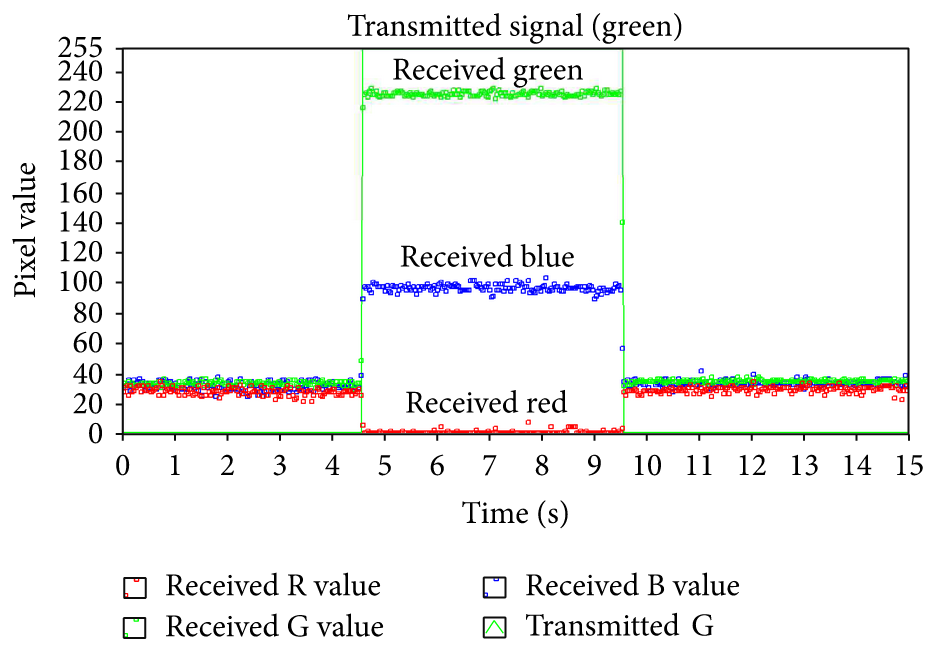 Transmitted signal (green)
255
240
220
200
180
160
140
120
100
80
60
40
20
0
Pixel value
Received green
Received blue
Received red
0 1 2 3 4 5 6 7 8 9 10 11 12 13 14 15
Time (s)
Received R value
Received B value
Received G value
Transmitted G